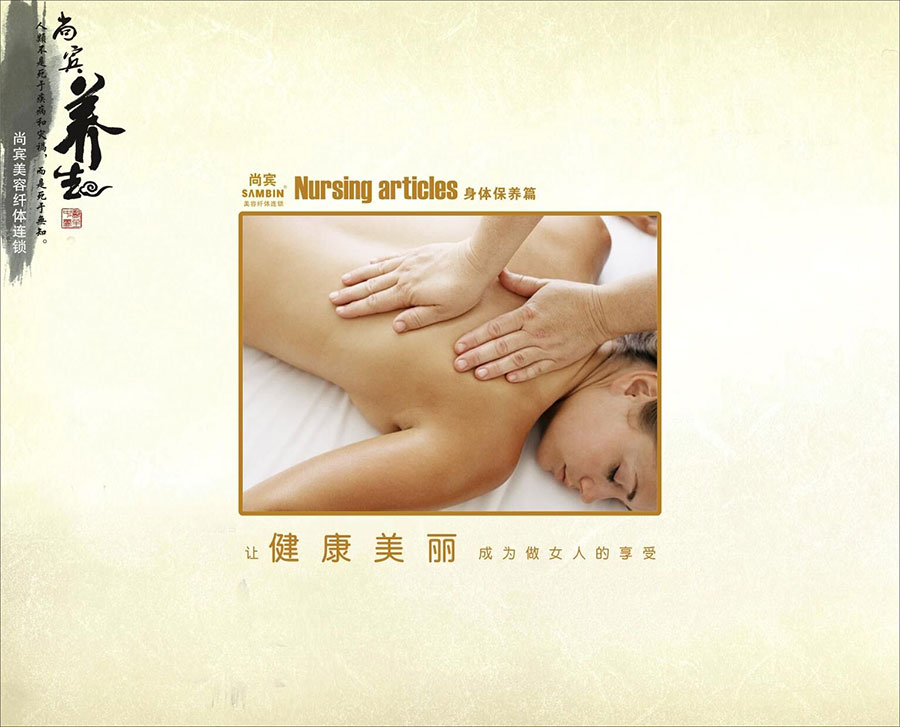 尚宾养生
人类不是死于疾病和灾祸，而是死于无知。
尚宾美容纤体连锁
尚宾
SAMBIN®
美容纤体连锁
Nursing articles 身体保养篇
让 健康美丽 成为做女人的享受